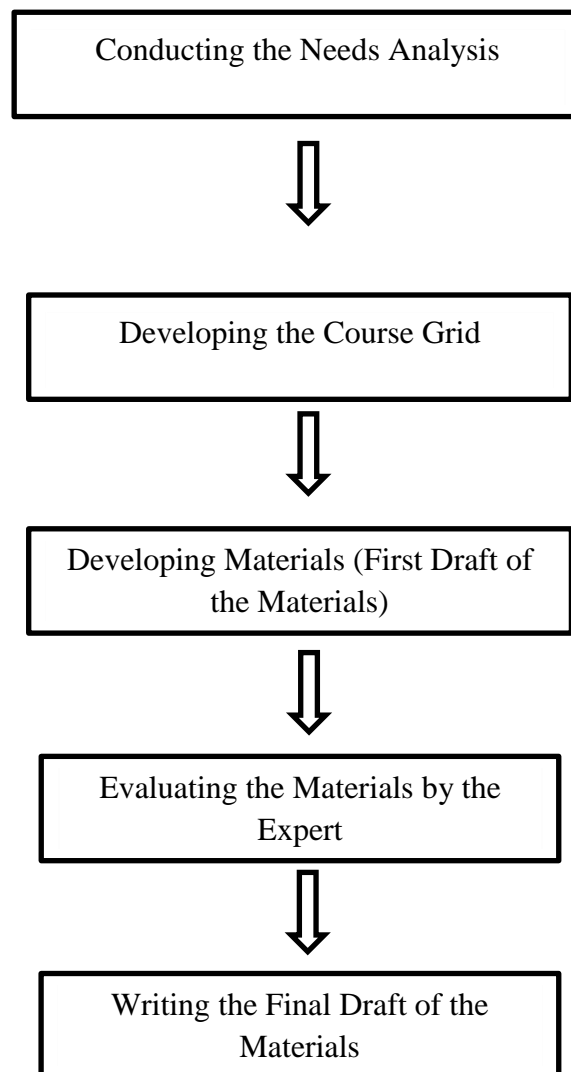 Conducting the Needs Analysis
Developing the Course Grid
Developing Materials (First Draft of
the Materials)
Evaluating the Materials by the
Expert
Writing the Final Draft of the
Materials